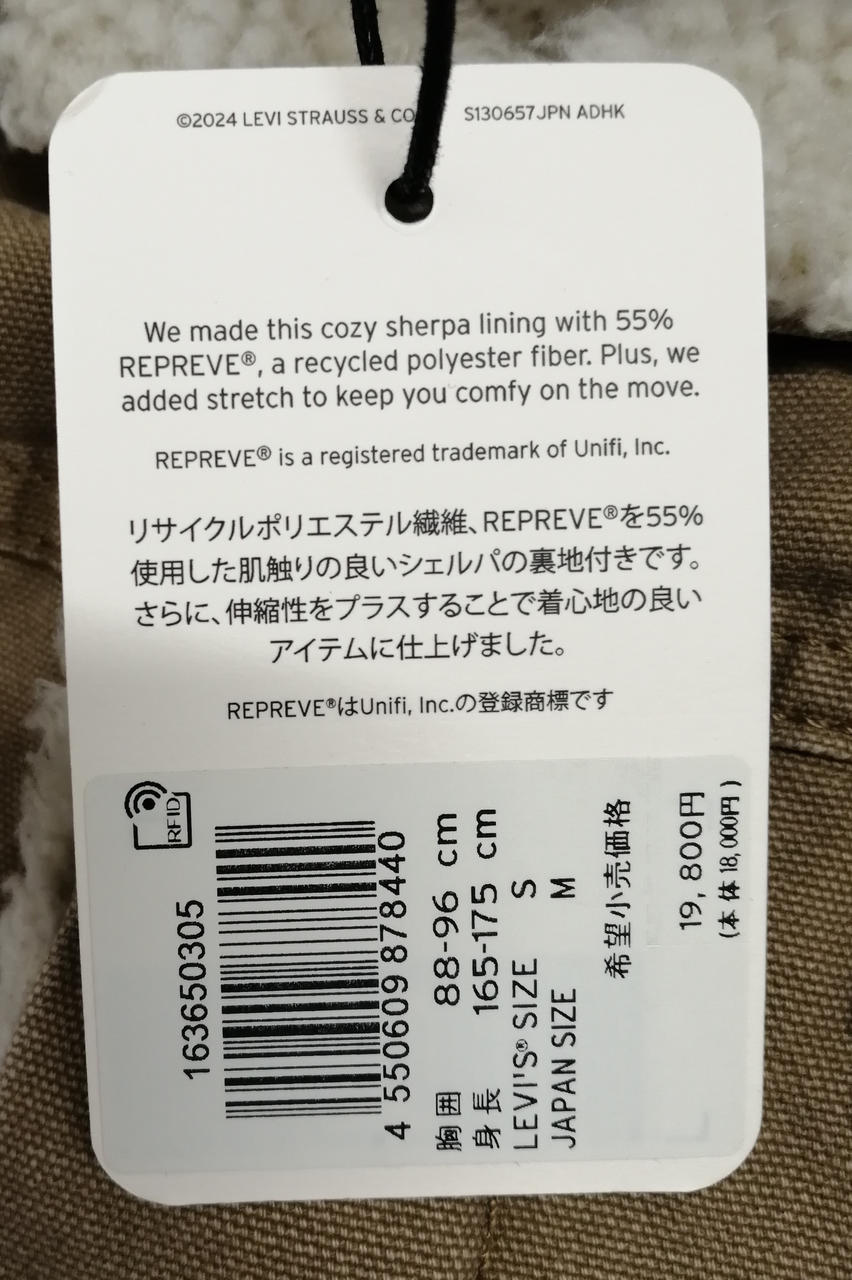 ©2024 LEVI STRAUSS & CO
S130657JPN ADHK
We made this cozy sherpa lining with 55%
REPREVE®, a recycled polyester fiber. Plus, we
added stretch to keep you comfy on the move.
REPREVE® is a registered trademark of Unifi, Inc.
リサイクルポリエステル繊維、REPREVE®を55%
使用した肌触りの良いシェルパの裏地付きです。
さらに、伸縮性をプラスすることで着心地の良い
アイテムに仕上げました。
REPREVE®はUnifi, Inc.の登録商標です
RFID
163650305
4 550609 878440
胸囲 88-96 cm
身長 165-175 cm
LEVI'S® SIZE S
JAPAN SIZE M
希望小売価格
19,800円
(本体18,000円)